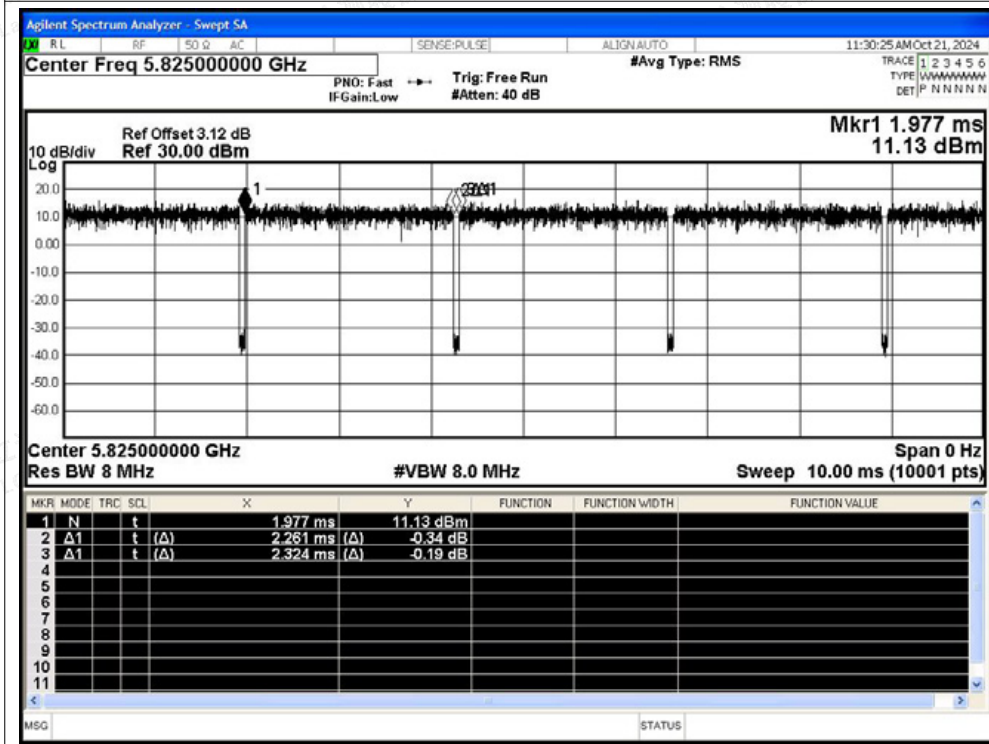 Agilent Spectrum Analyzer - Swept SA
RL RF 50 Ω AC SENSE:PULSE ALIGN AUTO 11:30:25 AM Oct 21, 2024
Center Freq 5.825000000 GHz #Avg Type: RMS TRACE 1 2 3 4 5 6
PNO: Fast Trig: Free Run TYPE WWWWWW
IFGain:Low #Atten: 40 dB DET P N N N N N
Mkr1 1.977 ms
Ref Offset 3.12 dB
10 dB/div Ref 30.00 dBm 11.13 dBm
Log
20.0
1
10.0
0.00
-10.0
-20.0
-30.0
-40.0
-50.0
-60.0
Center 5.825000000 GHz Span 0 Hz
Res BW 8 MHz #VBW 8.0 MHz Sweep 10.00 ms (10001 pts)
MKR MODE TRC SCL X Y FUNCTION FUNCTION WIDTH FUNCTION VALUE
1 N t 1.977 ms 11.13 dBm
2 Δ1 t (Δ) 2.261 ms (Δ) -0.34 dB
3 Δ1 t (Δ) 2.324 ms (Δ) -0.19 dB
4
5
6
7
8
9
10
11
MSG STATUS